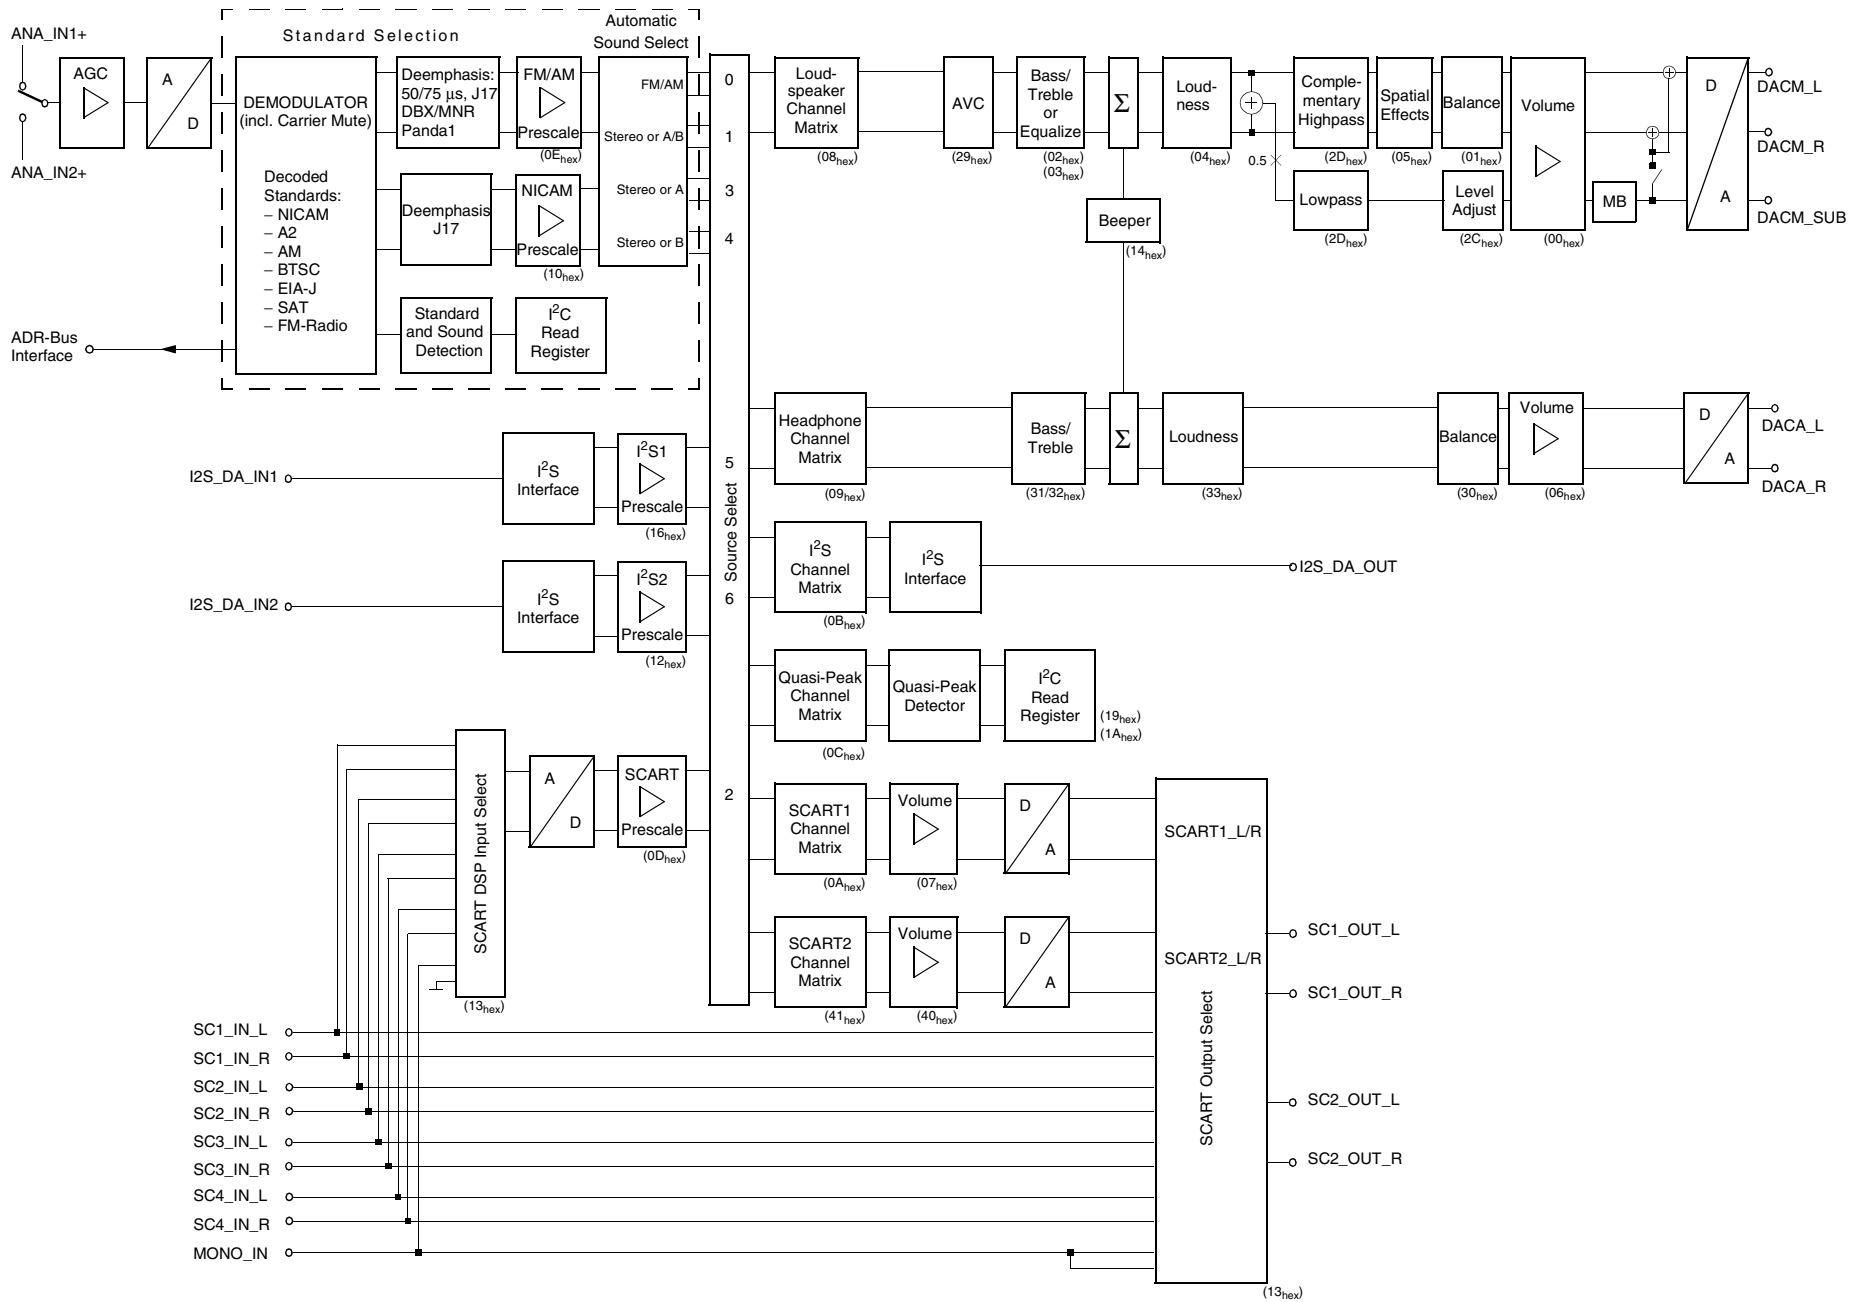 ANA_IN1+
ANA_IN2+
AGC
A
D
Standard Selection
Automatic
Sound Select
DEMODULATOR
(incl. Carrier Mute)
Decoded
Standards:
– NICAM
– A2
– AM
– BTSC
– EIA-J
– SAT
– FM-Radio
ADR-Bus
Interface
Deemphasis:
50/75 µs, J17
DBX/MNR
Panda1
FM/AM
Prescale
(0Ehex)
Deemphasis
J17
NICAM
Prescale
(10hex)
Standard
and Sound
Detection
I2C
Read
Register
FM/AM
Stereo or A/B
Stereo or A
Stereo or B
0
1
3
4
5
Source Select
6
2
Loud-
speaker
Channel
Matrix
(08hex)
AVC
(29hex)
Bass/
Treble
or
Equalize
(02hex)
(03hex)
Σ
Beeper
(14hex)
Loud-
ness
(04hex)
0.5
Comple-
mentary
Highpass
(2Dhex)
Lowpass
(2Dhex)
Spatial
Effects
(05hex)
Balance
(01hex)
Level
Adjust
(2Chex)
Volume
(00hex)
MB
D
A
DACM_L
DACM_R
DACM_SUB
Headphone
Channel
Matrix
(09hex)
Bass/
Treble
(31/32hex)
Σ
Loudness
(33hex)
Balance
(30hex)
Volume
(06hex)
D
A
DACA_L
DACA_R
I2S_DA_IN1
I2S
Interface
I2S1
Prescale
(16hex)
I2S_DA_IN2
I2S
Interface
I2S2
Prescale
(12hex)
I2S
Channel
Matrix
(0Bhex)
I2S
Interface
I2S_DA_OUT
Quasi-Peak
Channel
Matrix
(0Chex)
Quasi-Peak
Detector
I2C
Read
Register
(19hex)
(1Ahex)
SCART DSP Input Select
(13hex)
A
D
SCART
Prescale
(0Dhex)
SCART1
Channel
Matrix
(0Ahex)
Volume
(07hex)
D
A
SCART2
Channel
Matrix
(41hex)
Volume
(40hex)
D
A
SCART1_L/R
SCART2_L/R
SCART Output Select
(13hex)
SC1_OUT_L
SC1_OUT_R
SC2_OUT_L
SC2_OUT_R
SC1_IN_L
SC1_IN_R
SC2_IN_L
SC2_IN_R
SC3_IN_L
SC3_IN_R
SC4_IN_L
SC4_IN_R
MONO_IN